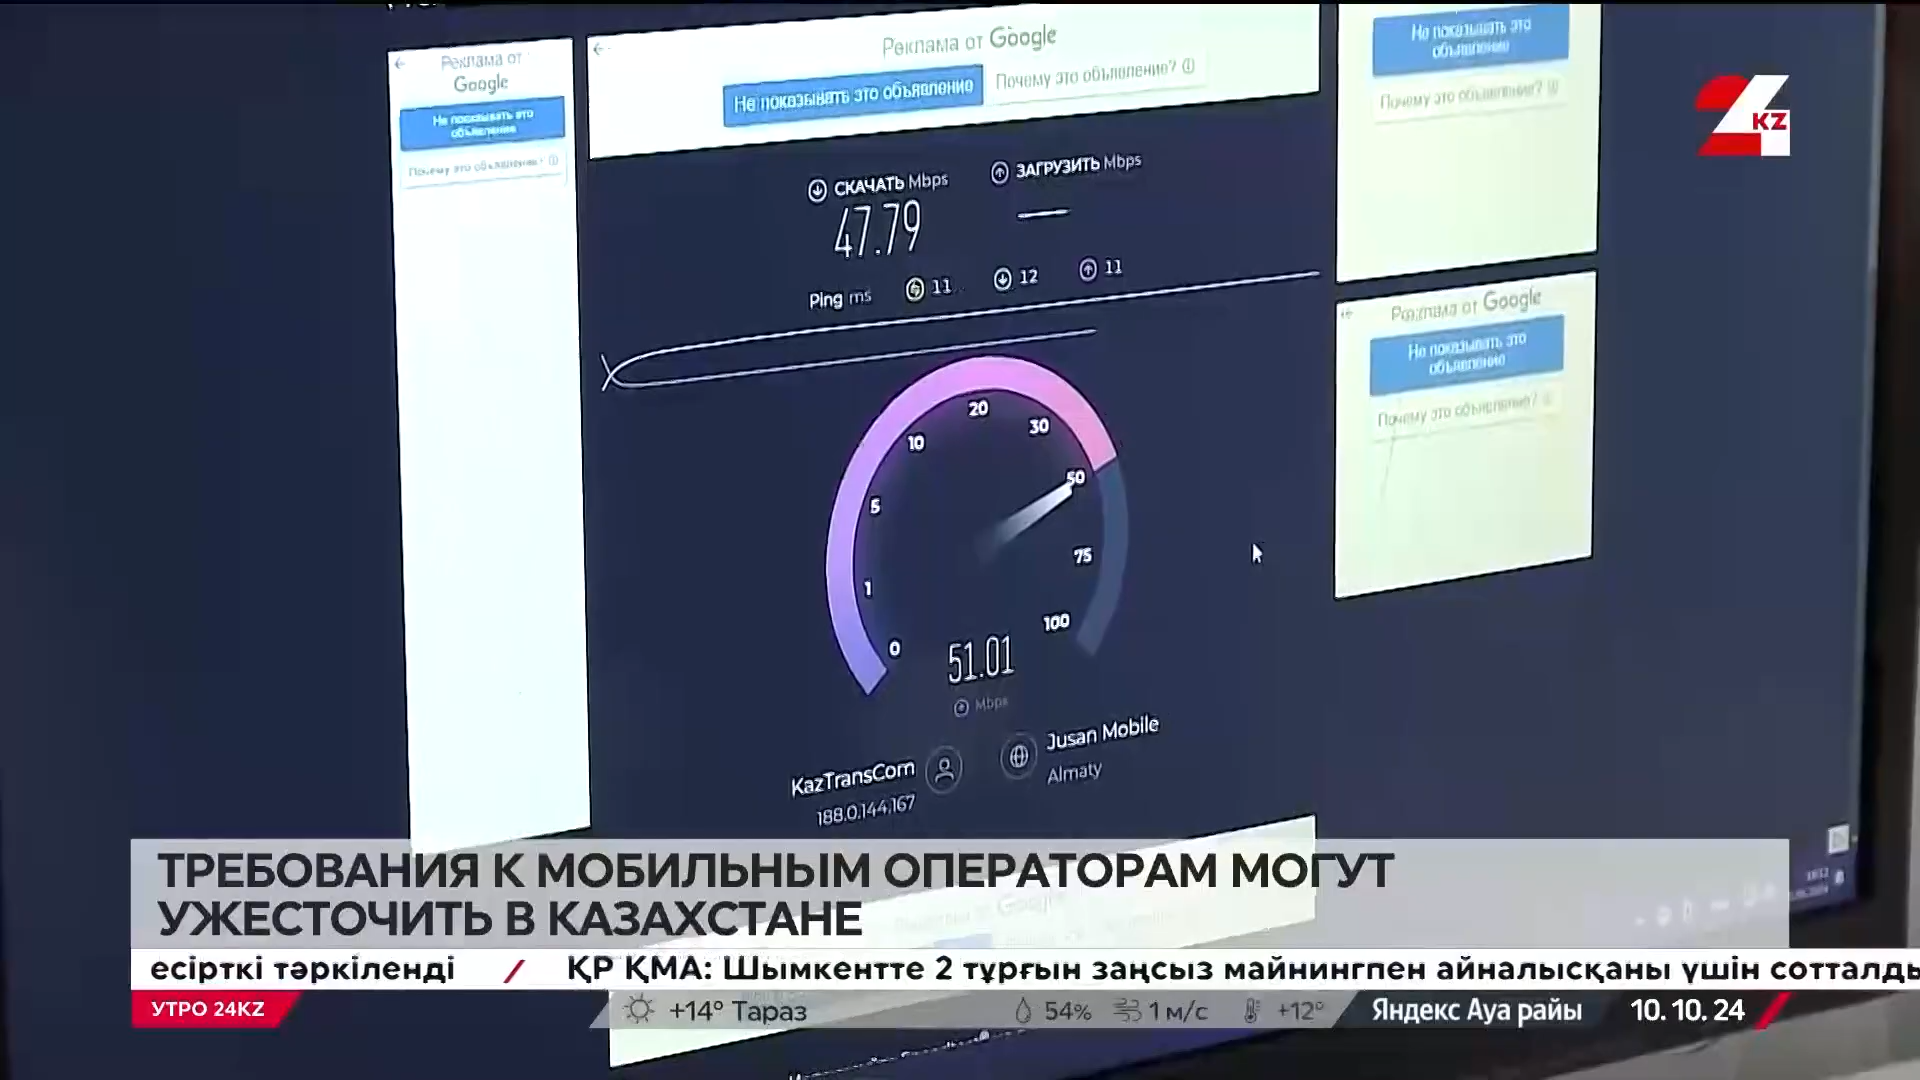 Реклама от
Google
Не показывать это
объявление
Почему это объявление?
Реклама от Google
Не показывать это объявление
Почему это объявление?
Не показывать это
объявление
Почему это объявление?
24
KZ
СКАЧАТЬ Mbps
47.79
ЗАГРУЗИТЬ Mbps
Ping ms 11 12 11
Реклама от Google
Не показывать это
объявление
Почему это объявление?
0
1
5
10
20
30
50
75
100
51.01
Mbps
KazTransCom
188.0.144.167
Jusan Mobile
Almaty
ТРЕБОВАНИЯ К МОБИЛЬНЫМ ОПЕРАТОРАМ МОГУТ
УЖЕСТОЧИТЬ В КАЗАХСТАНЕ
есірткі тәркіленді / ҚР ҚМА: Шымкентте 2 тұрғын заңсыз майнингпен айналысқаны үшін сотталды
УТРО 24KZ
+14° Тараз 54% 1 м/с +12° Яндекс Ауа райы 10.10.24